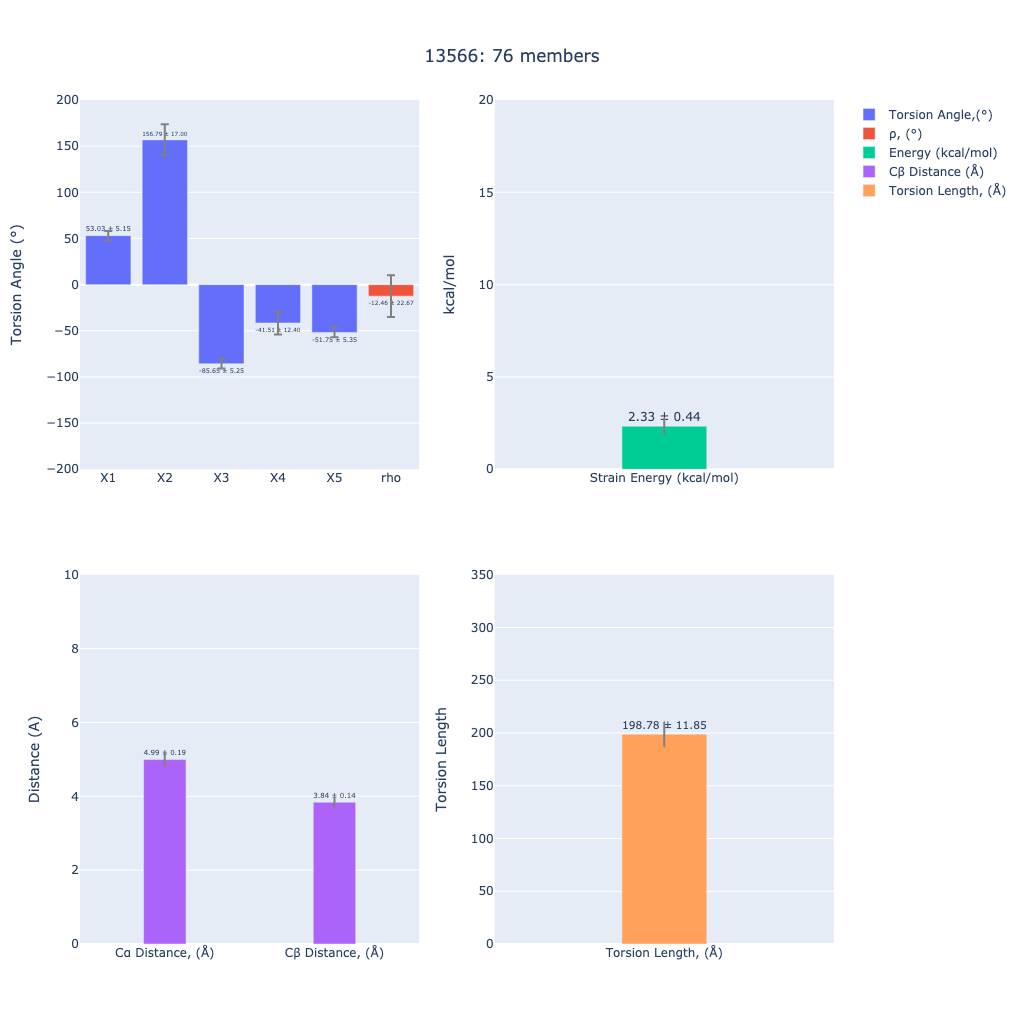 13566: 76 members
Torsion Angle (°)
200
150
100
50
0
−50
−100
−150
−200
53.03 ± 5.15
156.79 ± 17.00
-85.65 ± 5.25
-41.51 ± 12.40
-51.75 ± 5.35
-12.46 ± 22.67
X1 X2 X3 X4 X5 rho
kcal/mol
20
15
10
5
0
2.33 ± 0.44
Strain Energy (kcal/mol)
Torsion Angle,(°)
ρ, (°)
Energy (kcal/mol)
Cβ Distance (Å)
Torsion Length, (Å)
Distance (A)
10
8
6
4
2
0
4.99 ± 0.19
3.84 ± 0.14
Cα Distance, (Å) Cβ Distance, (Å)
Torsion Length
350
300
250
200
150
100
50
0
198.78 ± 11.85
Torsion Length, (Å)